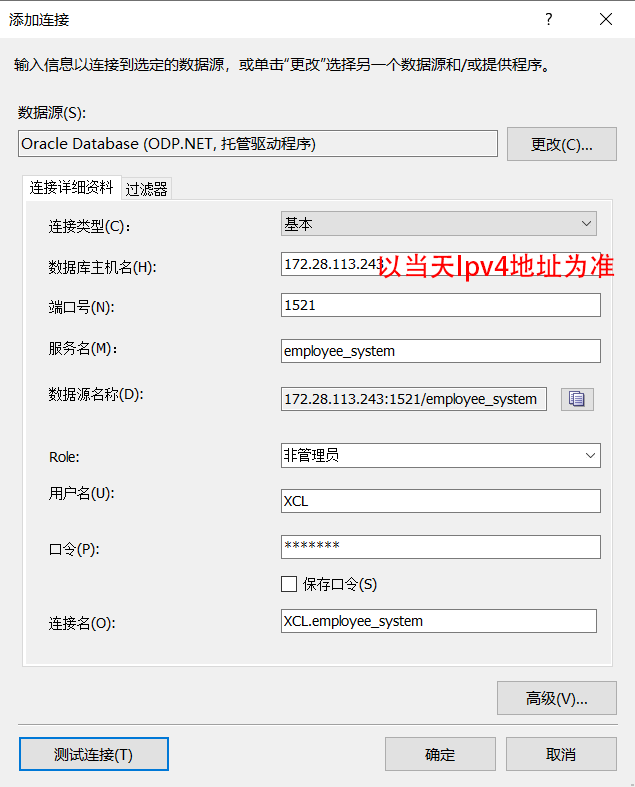 添加连接
?
输入信息以连接到选定的数据源，或单击“更改”选择另一个数据源和/或提供程序。
数据源(S):
Oracle Database (ODP.NET, 托管驱动程序)
更改(C)...
连接详细资料 过滤器
连接类型(C)：
基本
数据库主机名(H):
172.28.113.243
以当天Ipv4地址为准
端口号(N):
1521
服务名(M)：
employee_system
数据源名称(D):
172.28.113.243:1521/employee_system
Role:
非管理员
用户名(U):
XCL
口令(P):
*******
保存口令(S)
连接名(O):
XCL.employee_system
高级(V)...
测试连接(T)
确定
取消